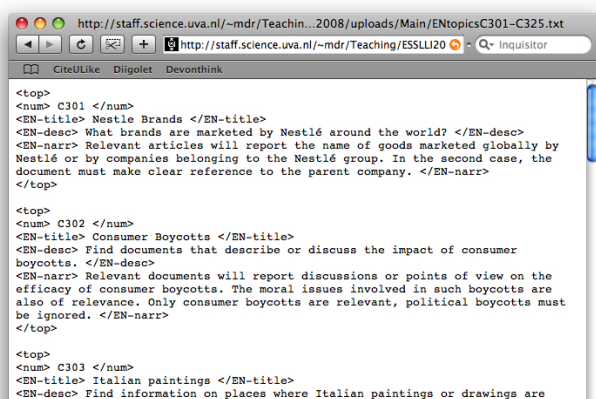 http://staff.science.uva.nl/~mdr/Teachin...2008/uploads/Main/ENtopicsC301-C325.txt
http://staff.science.uva.nl/~mdr/Teaching/ESSLLI20 Inquisitor
CiteULike Diigolet Devonthink
<top>
<num> C301 </num>
<EN-title> Nestle Brands </EN-title>
<EN-desc> What brands are marketed by Nestlé around the world? </EN-desc>
<EN-narr> Relevant articles will report the name of goods marketed globally by
Nestlé or by companies belonging to the Nestlé group. In the second case, the
document must make clear reference to the parent company. </EN-narr>
</top>
<top>
<num> C302 </num>
<EN-title> Consumer Boycotts </EN-title>
<EN-desc> Find documents that describe or discuss the impact of consumer
boycotts. </EN-desc>
<EN-narr> Relevant documents will report discussions or points of view on the
efficacy of consumer boycotts. The moral issues involved in such boycotts are
also of relevance. Only consumer boycotts are relevant, political boycotts must
be ignored. </EN-narr>
</top>
<top>
<num> C303 </num>
<EN-title> Italian paintings </EN-title>
<EN-desc> Find information on places where Italian paintings or drawings are